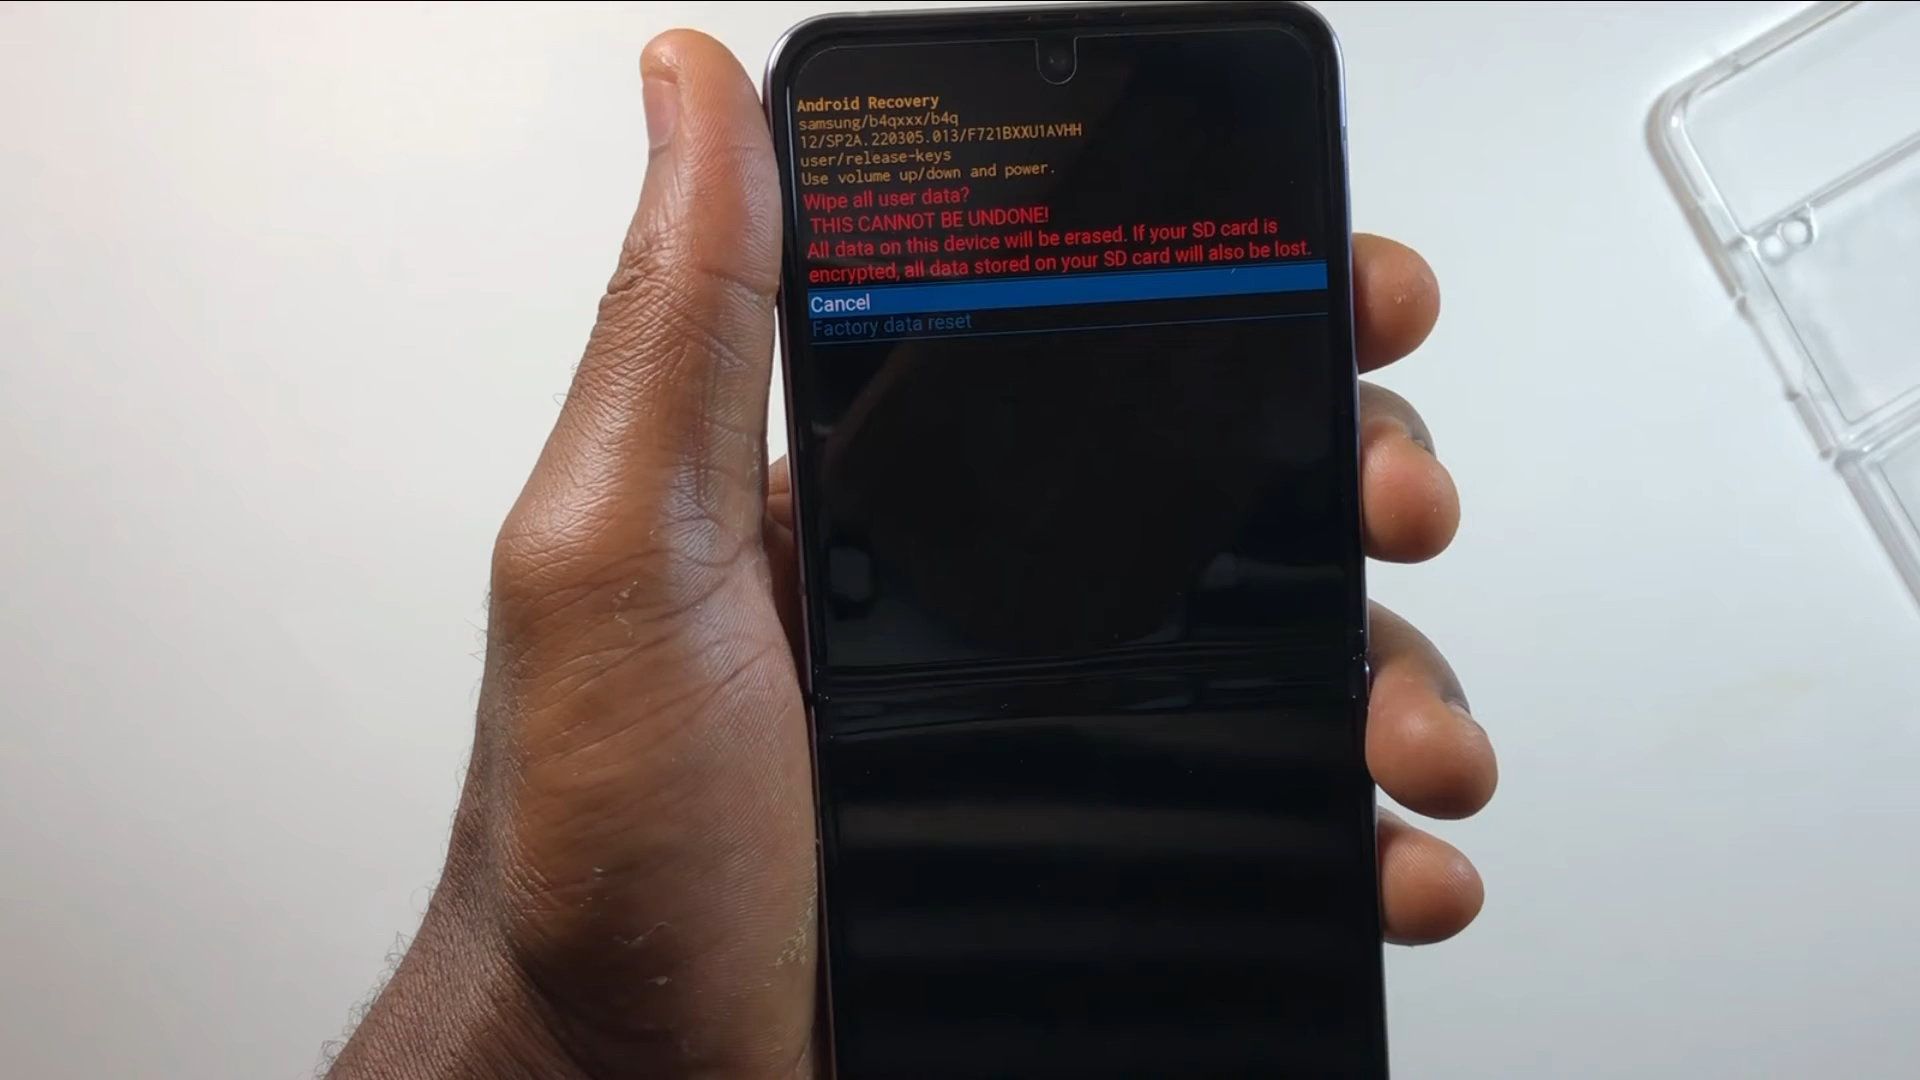 Android Recovery
samsung/b4qxxx/b4q
12/SP2A.220305.013/F721BXXU1AVHH
user/release-keys
Use volume up/down and power.
Wipe all user data?
THIS CANNOT BE UNDONE!
All data on this device will be erased. If your SD card is
encrypted, all data stored on your SD card will also be lost.
Cancel
Factory data reset